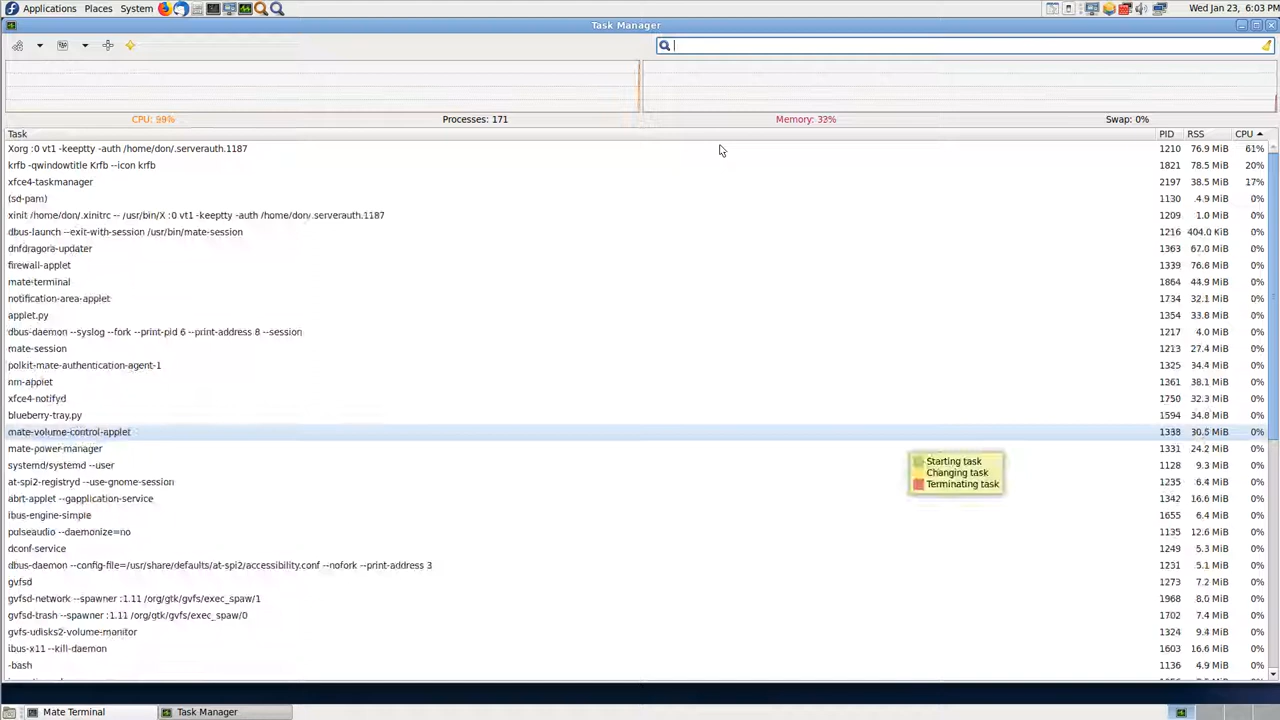 Applications Places System Wed Jan 23, 6:03 PM
Task Manager
CPU: 99% Processes: 171 Memory: 33% Swap: 0%
Task PID RSS CPU
Xorg :0 vt1 -keeptty -auth /home/don/.serverauth.1187 1210 76.9 MiB 61%
krfb -qwindowtitle Krfb --icon krfb 1821 78.5 MiB 20%
xfce4-taskmanager 2197 38.5 MiB 17%
(sd-pam) 1130 4.9 MiB 0%
xinit /home/don/.xinitrc -- /usr/bin/X :0 vt1 -keeptty -auth /home/don/.serverauth.1187 1209 1.0 MiB 0%
dbus-launch --exit-with-session /usr/bin/mate-session 1216 404.0 KiB 0%
dnfdragora-updater 1363 67.0 MiB 0%
firewall-applet 1339 76.6 MiB 0%
mate-terminal 1864 44.9 MiB 0%
notification-area-applet 1734 32.1 MiB 0%
applet.py 1354 33.8 MiB 0%
dbus-daemon --syslog --fork --print-pid 6 --print-address 8 --session 1217 4.0 MiB 0%
mate-session 1213 27.4 MiB 0%
polkit-mate-authentication-agent-1 1325 34.4 MiB 0%
nm-applet 1361 38.1 MiB 0%
xfce4-notifyd 1750 32.3 MiB 0%
blueberry-tray.py 1594 34.8 MiB 0%
mate-volume-control-applet 1338 30.5 MiB 0%
mate-power-manager 1331 24.2 MiB 0%
systemd/systemd --user 1128 9.3 MiB 0%
Starting task
Changing task
Terminating task
at-spi2-registryd --use-gnome-session 1235 6.4 MiB 0%
abrt-applet --gapplication-service 1342 16.6 MiB 0%
ibus-engine-simple 1655 6.4 MiB 0%
pulseaudio --daemonize=no 1135 12.6 MiB 0%
dconf-service 1249 5.3 MiB 0%
dbus-daemon --config-file=/usr/share/defaults/at-spi2/accessibility.conf --nofork --print-address 3 1231 5.1 MiB 0%
gvfsd 1273 7.2 MiB 0%
gvfsd-network --spawner :1.11 /org/gtk/gvfs/exec_spaw/1 1968 8.0 MiB 0%
gvfsd-trash --spawner :1.11 /org/gtk/gvfs/exec_spaw/0 1702 7.4 MiB 0%
gvfs-udisks2-volume-monitor 1324 9.4 MiB 0%
ibus-x11 --kill-daemon 1603 16.6 MiB 0%
-bash 1136 4.9 MiB 0%
Mate Terminal Task Manager